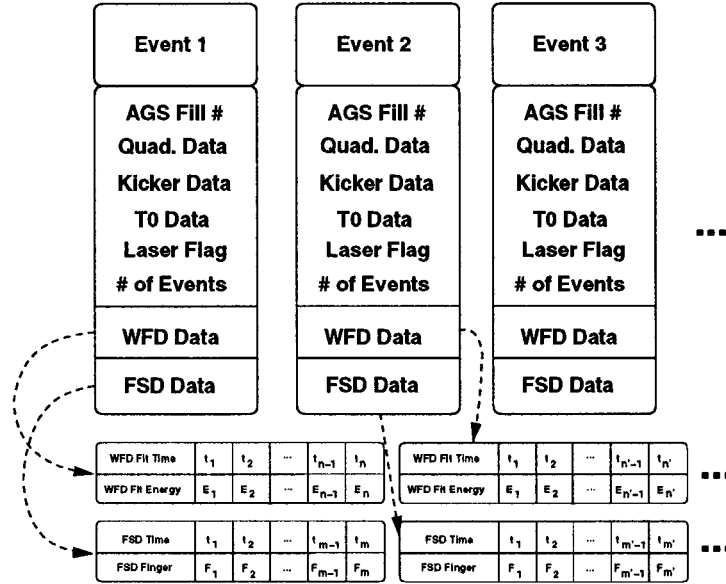 Event 1 Event 2 Event 3
AGS Fill # AGS Fill # AGS Fill #
Quad. Data Quad. Data Quad. Data
Kicker Data Kicker Data Kicker Data
T0 Data T0 Data T0 Data
Laser Flag Laser Flag Laser Flag
# of Events # of Events # of Events
WFD Data WFD Data WFD Data
FSD Data FSD Data FSD Data
WFD Fit Time t1 t2 ... tn-1 tn WFD Fit Time t1 t2 ... tn'-1 tn'
WFD Fit Energy E1 E2 ... En-1 En WFD Fit Energy E1 E2 ... En'-1 En'
FSD Time t1 t2 ... tm-1 tm FSD Time t1 t2 ... tm'-1 tm'
FSD Finger F1 F2 ... Fm-1 Fm FSD Finger F1 F2 ... Fm'-1 Fm'